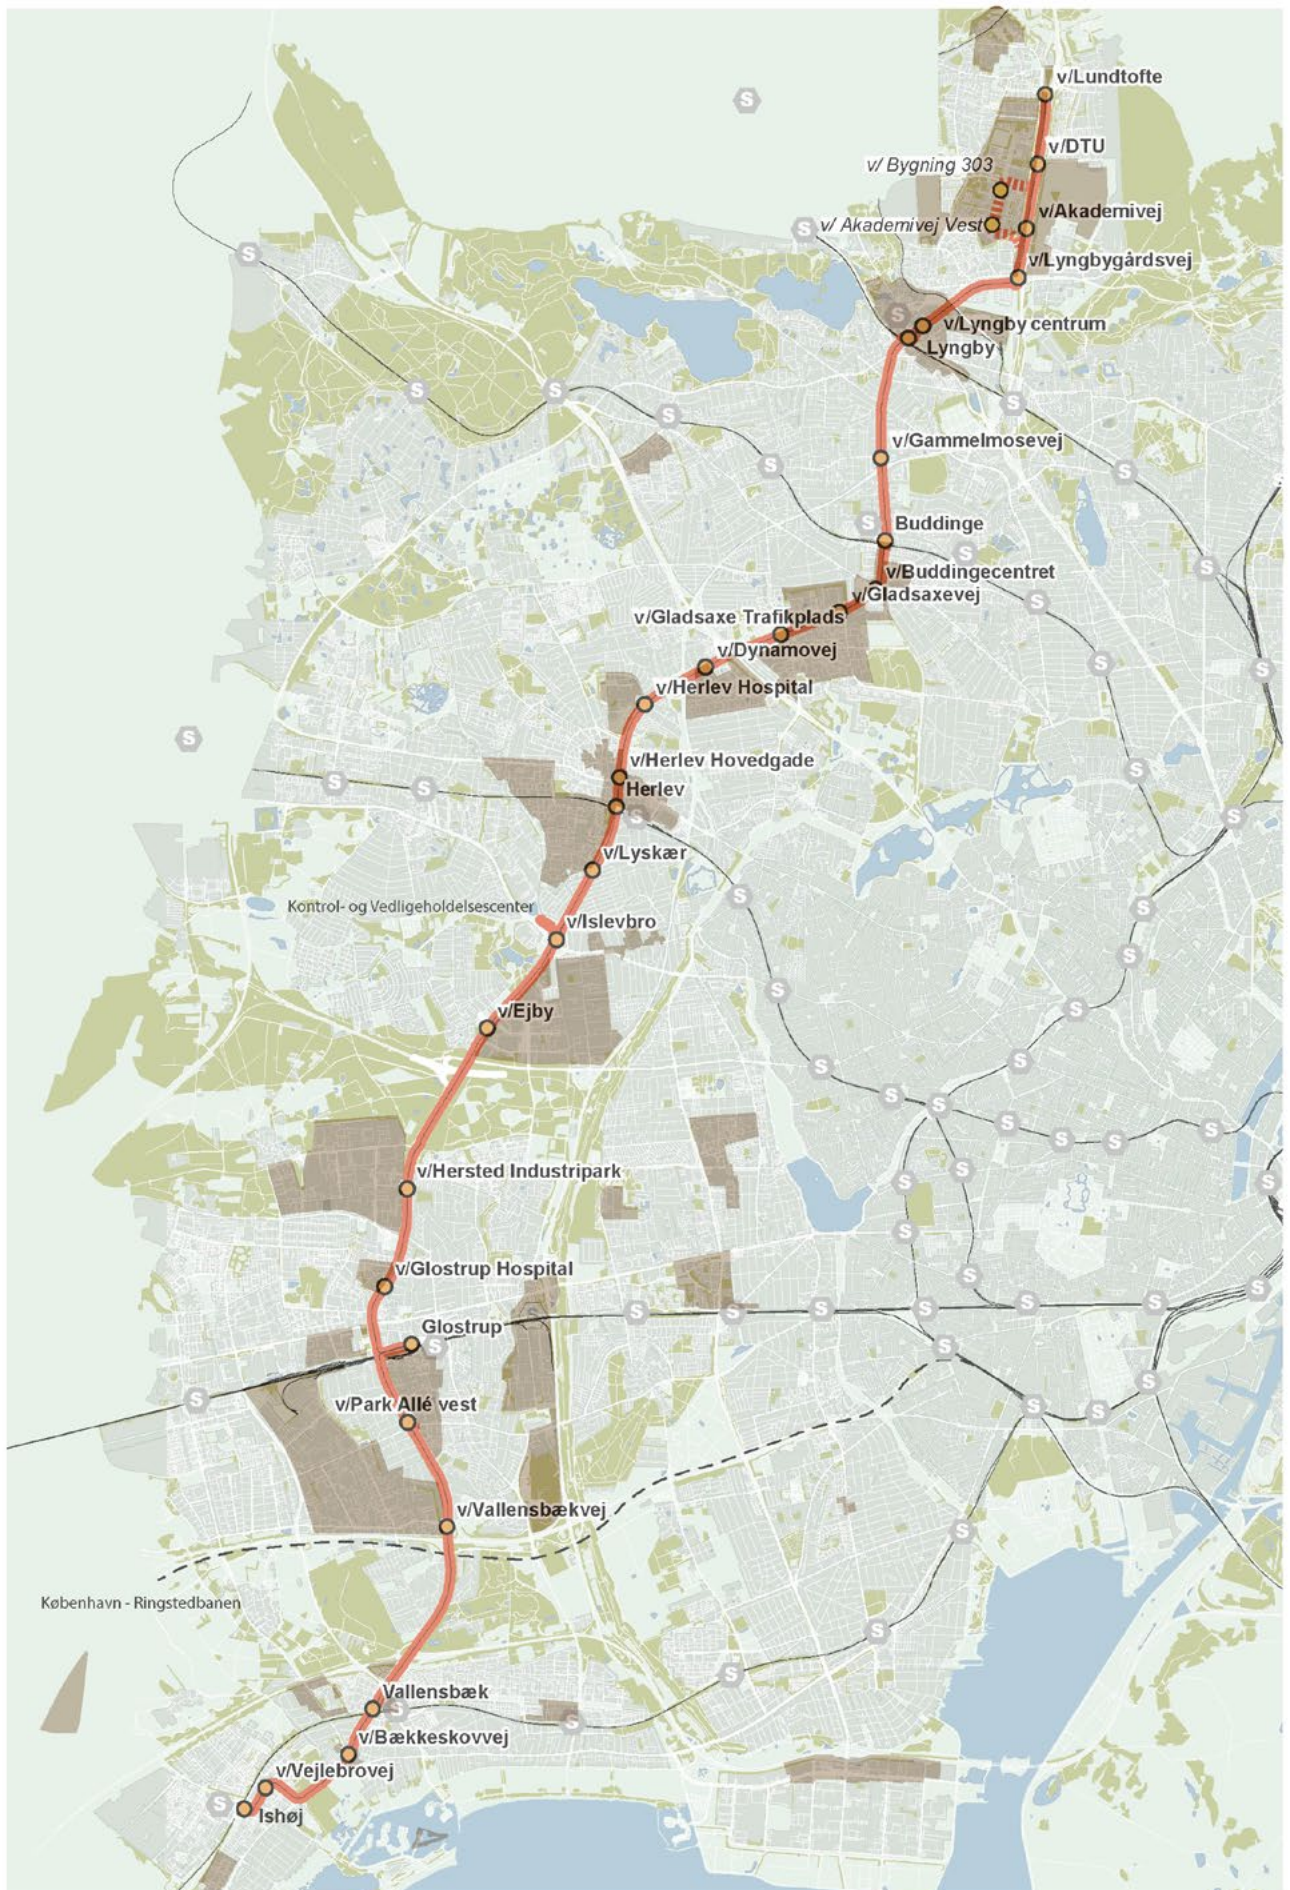 v/Lundtofte
v/DTU
v/ Bygning 303
v/Akademivej
v/ Akademivej Vest
v/Lyngbygårdsvej
v/Lyngby centrum
Lyngby
v/Gammelmosevej
Buddinge
v/Buddingecentret
v/Gladsaxevej
v/Gladsaxe Trafikplads
v/Dynamovej
v/Herlev Hospital
v/Herlev Hovedgade
Herlev
v/Lyskær
Kontrol- og Vedligeholdelsescenter
v/Islevbro
v/Ejby
v/Hersted Industripark
v/Glostrup Hospital
Glostrup
v/Park Allé vest
v/Vallensbækvej
København - Ringstedbanen
Vallensbæk
v/Bækkeskovvej
v/Vejlebrovej
Ishøj